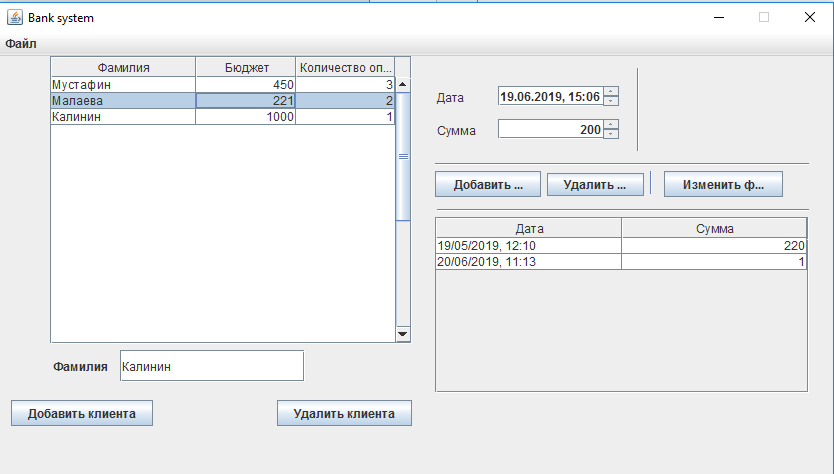 Bank system
Файл
Фамилия Бюджет Количество оп...
Мустафин 450 3
Малаева 221 2
Калинин 1000 1
Фамилия Калинин
Добавить клиента Удалить клиента
Дата 19.06.2019, 15:06
Сумма 200
Добавить ... Удалить ... Изменить ф...
Дата Сумма
19/05/2019, 12:10 220
20/06/2019, 11:13 1